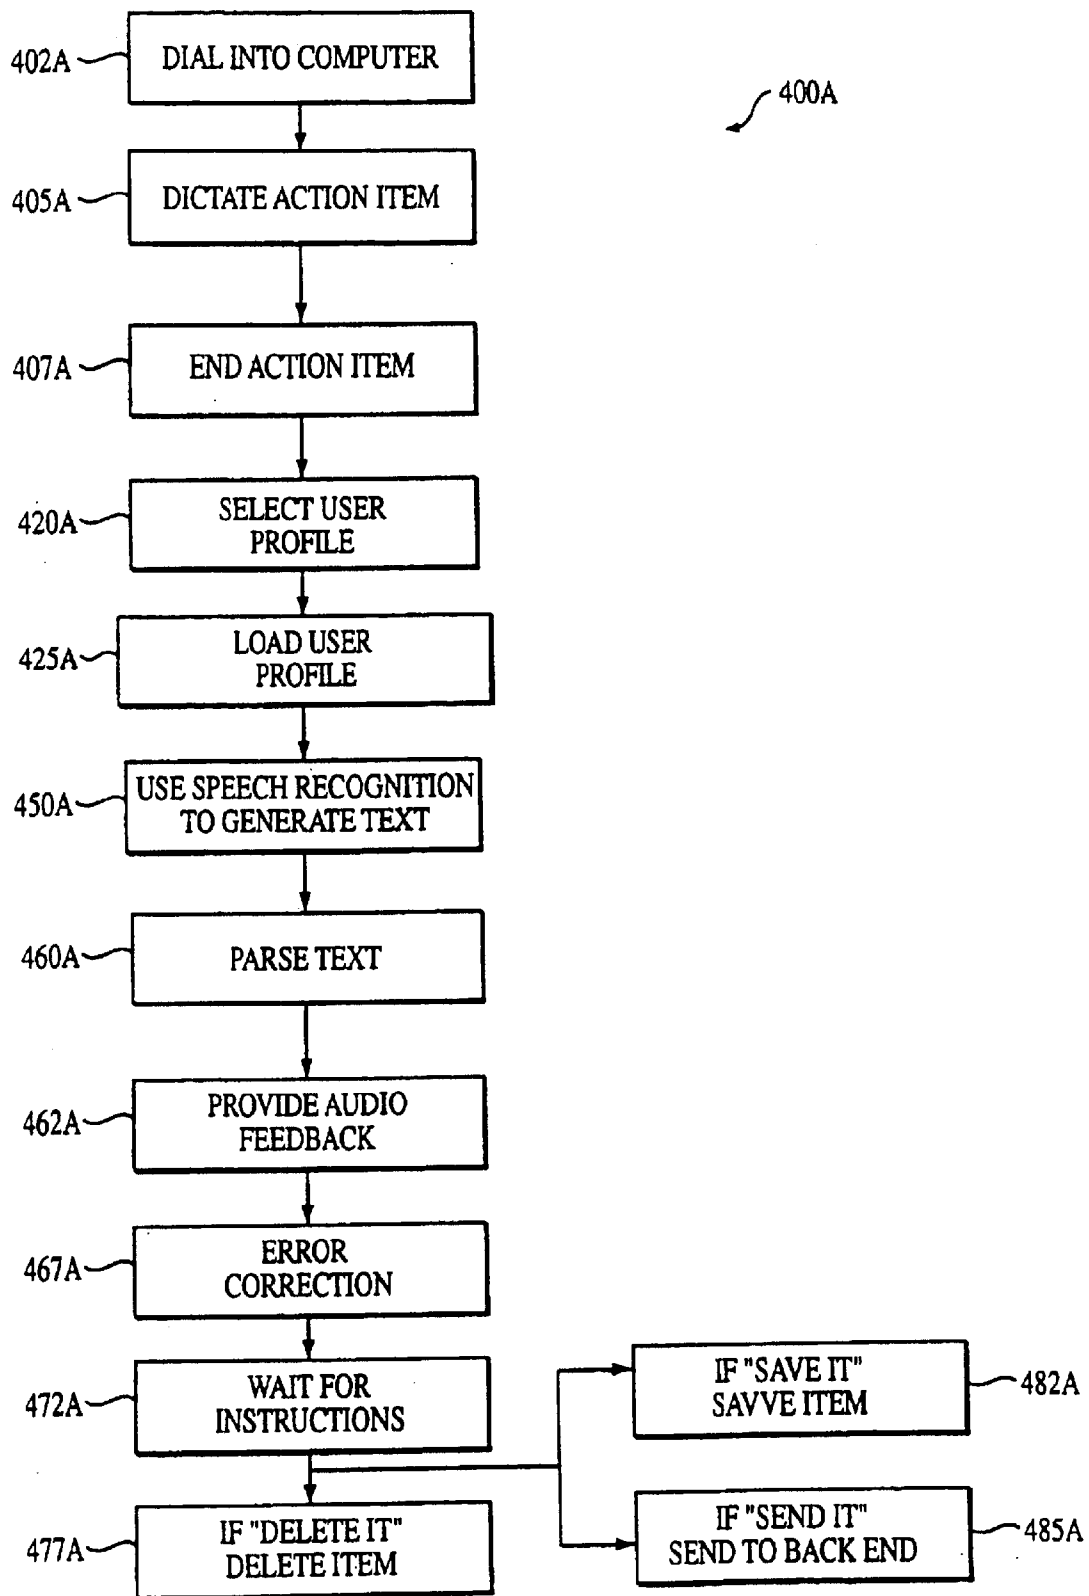 402A
DIAL INTO COMPUTER
400A
405A
DICTATE ACTION ITEM
407A
END ACTION ITEM
420A
SELECT USER
PROFILE
425A
LOAD USER
PROFILE
450A
USE SPEECH RECOGNITION
TO GENERATE TEXT
460A
PARSE TEXT
462A
PROVIDE AUDIO
FEEDBACK
467A
ERROR
CORRECTION
472A
WAIT FOR
INSTRUCTIONS
IF "SAVE IT"
SAVVE ITEM
482A
477A
IF "DELETE IT"
DELETE ITEM
IF "SEND IT"
SEND TO BACK END
485A